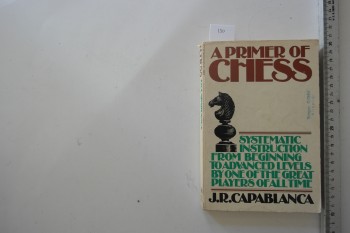 A PRIMER OF
CHESS
SYSTEMATIC
INSTRUCTION
FROM BEGINNING
TO ADVANCED LEVELS
BY ONE OF THE GREAT
PLAYERS OF ALL TIME
J.R.CAPABLANCA